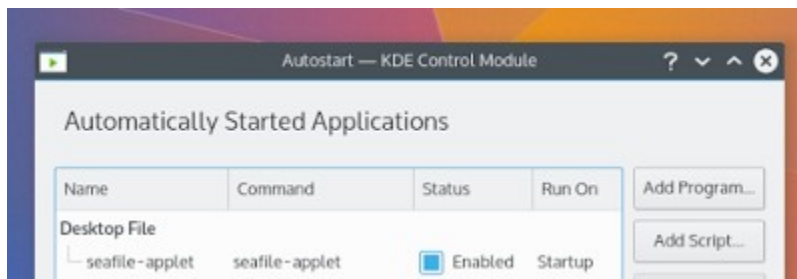 Autostart — KDE Control Module
Automatically Started Applications
Name Command Status Run On Add Program...
Desktop File
Add Script...
seafile-applet seafile-applet Enabled Startup